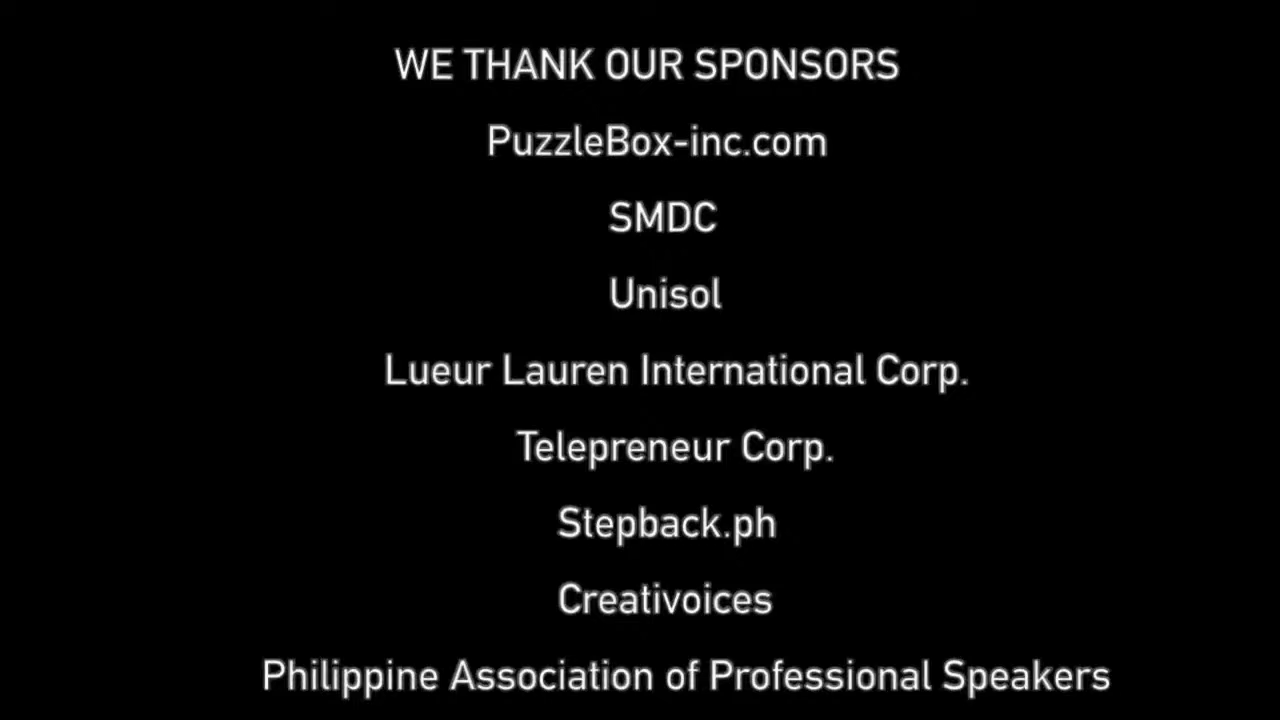 WE THANK OUR SPONSORS
PuzzleBox-inc.com
SMDC
Unisol
Lueur Lauren International Corp.
Telepreneur Corp.
Stepback.ph
Creativoices
Philippine Association of Professional Speakers